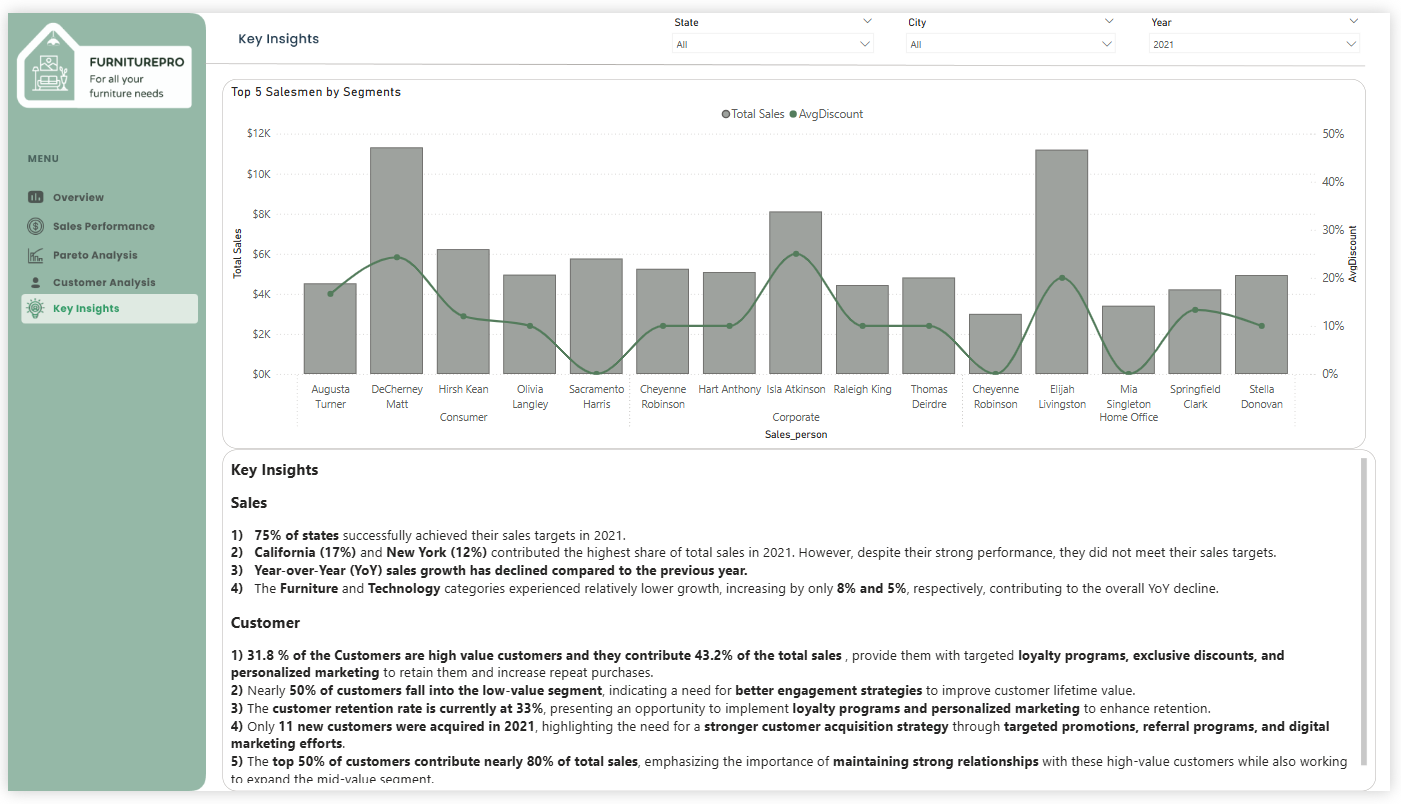 FURNITUREPRO
For all your
furniture needs
MENU
Overview
Sales Performance
Pareto Analysis
Customer Analysis
Key Insights
Key Insights
State
All
City
All
Year
2021
Top 5 Salesmen by Segments
Total Sales AvgDiscount
Total Sales
$12K
$10K
$8K
$6K
$4K
$2K
$0K
50%
40%
30%
20%
10%
0%
AvgDiscount
Augusta Turner
DeCherney Matt
Hirsh Kean
Olivia Langley
Sacramento Harris
Cheyenne Robinson
Hart Anthony
Isla Atkinson
Raleigh King
Thomas Deirdre
Cheyenne Robinson
Elijah Livingston
Mia Singleton
Springfield Clark
Stella Donovan
Consumer
Corporate
Home Office
Sales_person
Key Insights
Sales
1) 75% of states successfully achieved their sales targets in 2021.
2) California (17%) and New York (12%) contributed the highest share of total sales in 2021. However, despite their strong performance, they did not meet their sales targets.
3) Year-over-Year (YoY) sales growth has declined compared to the previous year.
4) The Furniture and Technology categories experienced relatively lower growth, increasing by only 8% and 5%, respectively, contributing to the overall YoY decline.
Customer
1) 31.8 % of the Customers are high value customers and they contribute 43.2% of the total sales , provide them with targeted loyalty programs, exclusive discounts, and
personalized marketing to retain them and increase repeat purchases.
2) Nearly 50% of customers fall into the low-value segment, indicating a need for better engagement strategies to improve customer lifetime value.
3) The customer retention rate is currently at 33%, presenting an opportunity to implement loyalty programs and personalized marketing to enhance retention.
4) Only 11 new customers were acquired in 2021, highlighting the need for a stronger customer acquisition strategy through targeted promotions, referral programs, and digital
marketing efforts.
5) The top 50% of customers contribute nearly 80% of total sales, emphasizing the importance of maintaining strong relationships with these high-value customers while also working
to expand the mid-value segment.